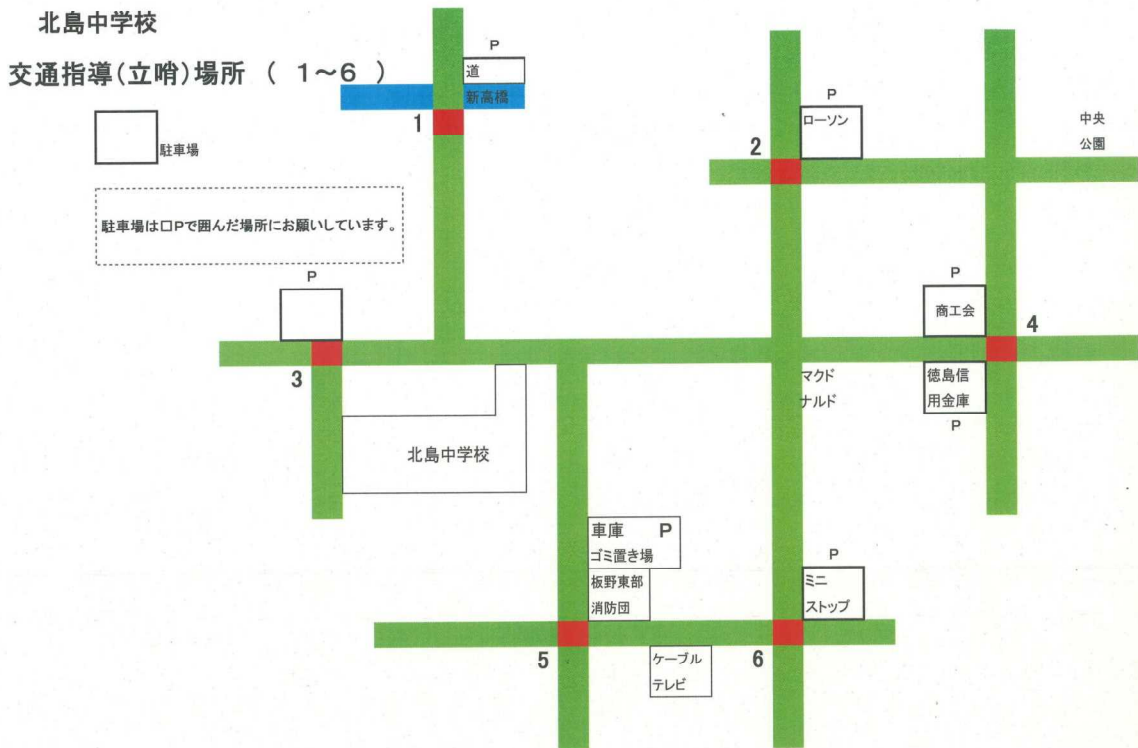 北島中学校
交通指導(立哨)場所 ( 1~6 )
P
道
新高橋
1
駐車場
駐車場は□Pで囲んだ場所にお願いしています。
P
ローソン
2
中央
公園
P
3
P
商工会
4
マクド
ナルド
徳島信
用金庫
P
北島中学校
車庫 P
ゴミ置き場
板野東部
消防団
P
ミニ
ストップ
5
ケーブル
テレビ
6